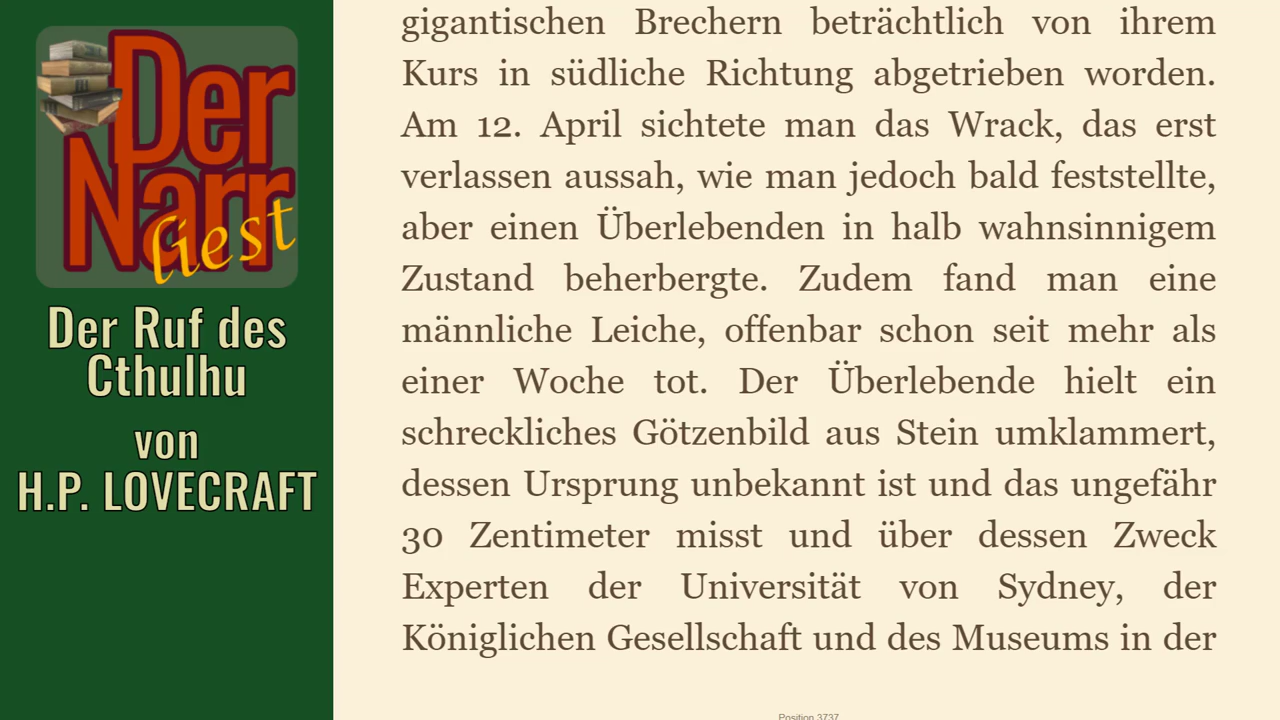 Der
Narr
liest
Der Ruf des
Cthulhu
von
H.P. LOVECRAFT
gigantischen Brechern beträchtlich von ihrem
Kurs in südliche Richtung abgetrieben worden.
Am 12. April sichtete man das Wrack, das erst
verlassen aussah, wie man jedoch bald feststellte,
aber einen Überlebenden in halb wahnsinnigem
Zustand beherbergte. Zudem fand man eine
männliche Leiche, offenbar schon seit mehr als
einer Woche tot. Der Überlebende hielt ein
schreckliches Götzenbild aus Stein umklammert,
dessen Ursprung unbekannt ist und das ungefähr
30 Zentimeter misst und über dessen Zweck
Experten der Universität von Sydney, der
Königlichen Gesellschaft und des Museums in der
Position 3737